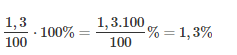 1,3/100 · 100% = 1,3.100/100 % = 1,3%